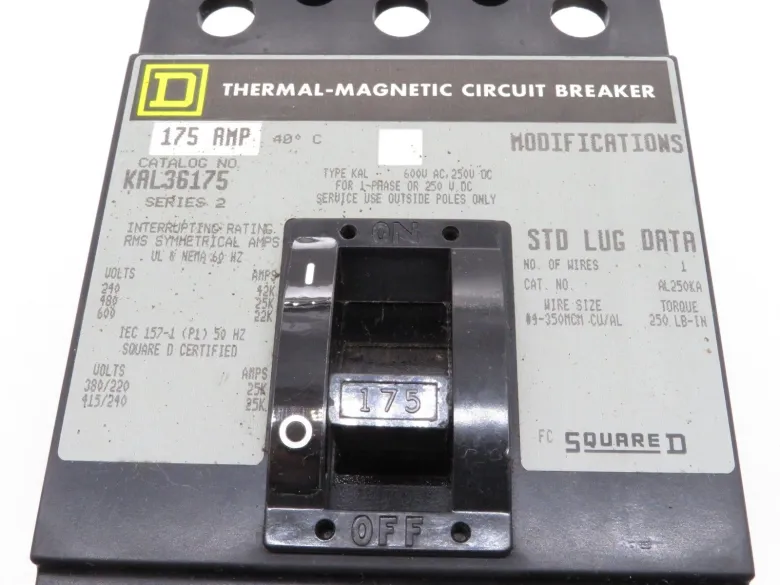 D THERMAL-MAGNETIC CIRCUIT BREAKER
175 AMP 40° C
MODIFICATIONS
CATALOG NO.
KAL36175
SERIES 2
TYPE KAL - 600V AC, 250V DC
FOR 1-PHASE OR 250 V.DC
SERVICE USE OUTSIDE POLES ONLY
INTERRUPTING RATING
RMS SYMMETRICAL AMPS
UL & NEMA 60 HZ
VOLTS AMPS
240 42K
480 25K
600 22K
IEC 157-1 (P1) 50 HZ
SQUARE D CERTIFIED
VOLTS AMPS
380/220 25K
415/240 25K
ON
I
175
O
OFF
STD LUG DATA
NO. OF WIRES 1
CAT. NO. AL250KA
WIRE SIZE TORQUE
#4-350MCM CU/AL 250 LB-IN
FC SQUARE D